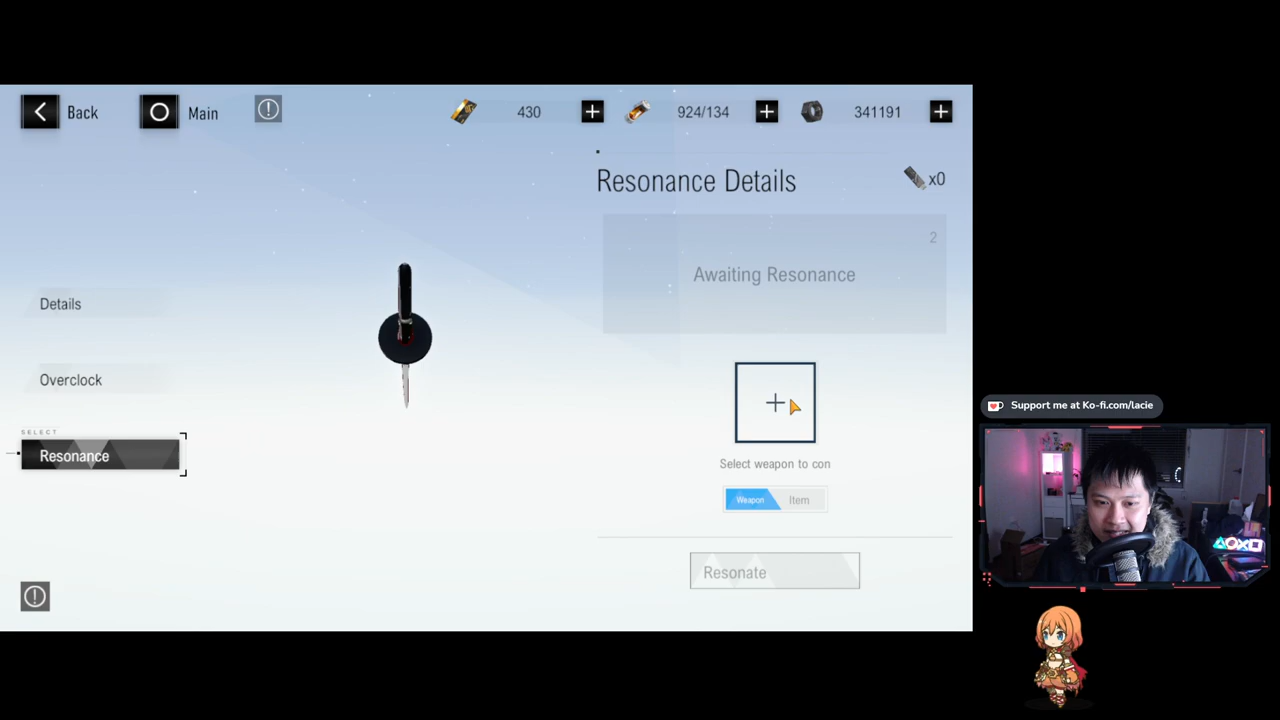 Back
Main
430
924/134
341191
Resonance Details
x0
2
Awaiting Resonance
Details
Overclock
SELECT
Resonance
Select weapon to con
Weapon
Item
Resonate
Support me at Ko-fi.com/lacie